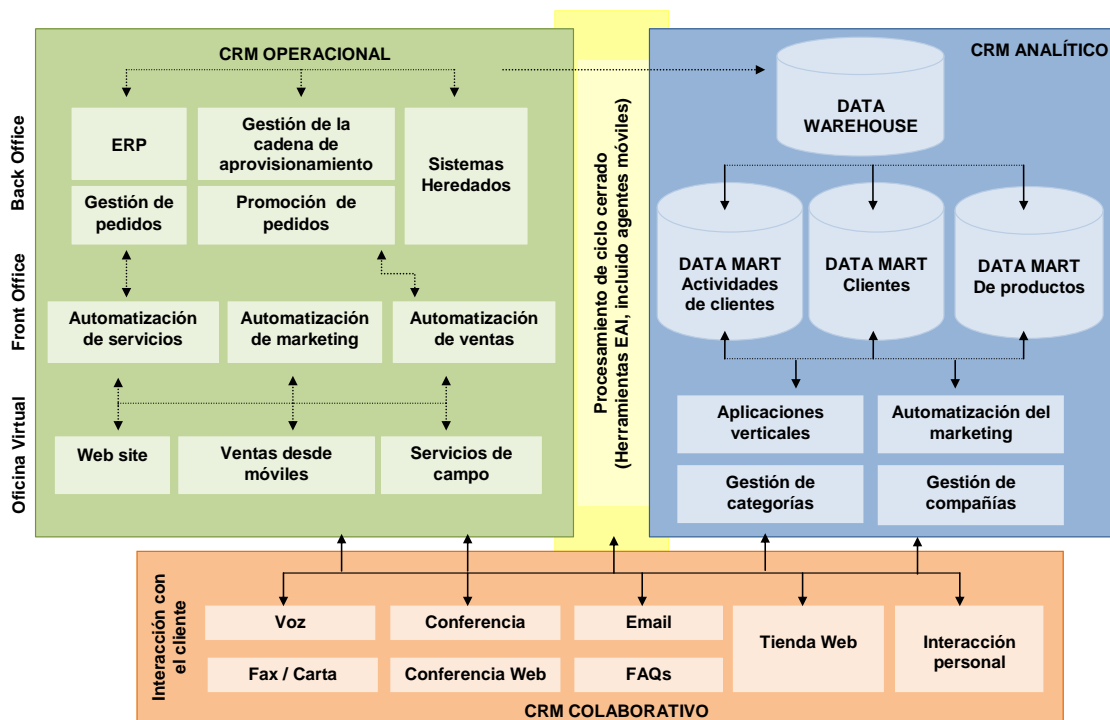 CRM OPERACIONAL
Back Office
ERP
Gestión de la
cadena de
aprovisionamiento
Sistemas
Heredados
Gestión de
pedidos
Promoción de
pedidos
Front Office
Automatización
de servicios
Automatización
de marketing
Automatización
de ventas
Oficina Virtual
Web site
Ventas desde
móviles
Servicios de
campo
Procesamiento de ciclo cerrado
(Herramientas EAI, incluido agentes móviles)
CRM ANALÍTICO
DATA
WAREHOUSE
DATA MART
Actividades
de clientes
DATA MART
Clientes
DATA MART
De productos
Aplicaciones
verticales
Automatización del
marketing
Gestión de
categorías
Gestión de
compañías
Interacción con
el cliente
Voz
Conferencia
Email
Tienda Web
Interacción
personal
Fax / Carta
Conferencia Web
FAQs
CRM COLABORATIVO